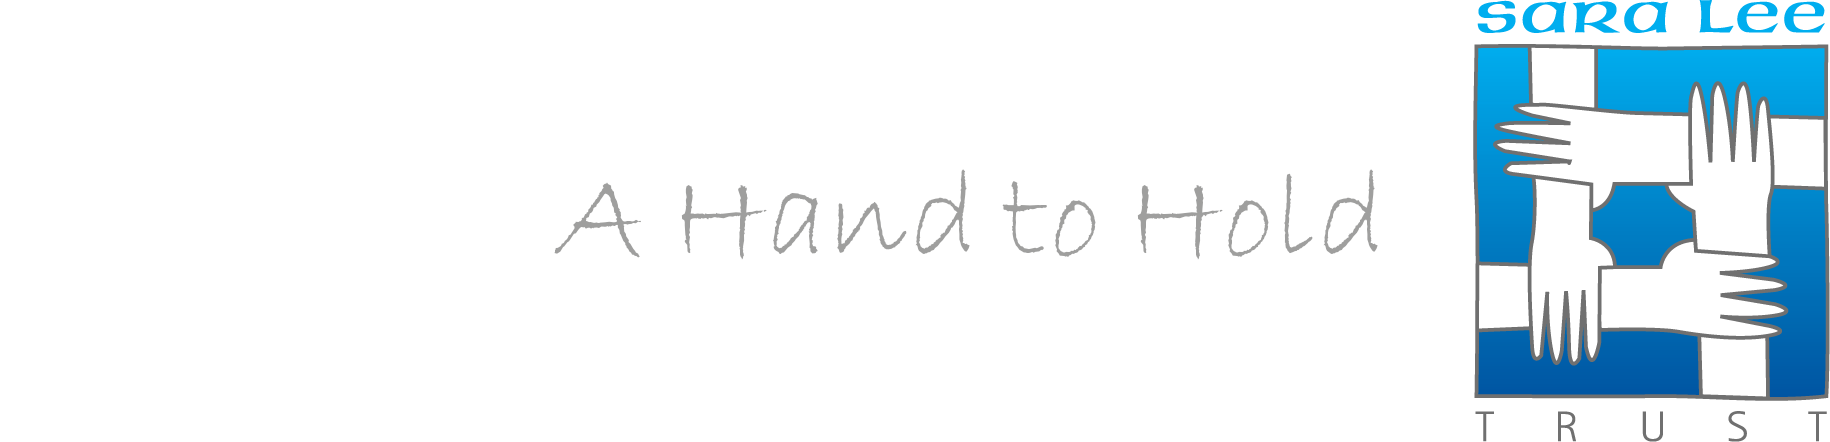 A Hand to Hold
SARA LEE
TRUST